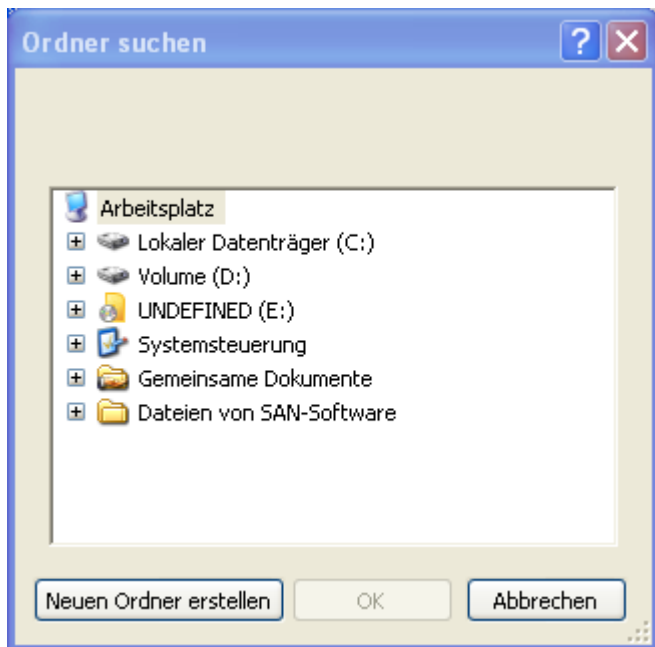 Ordner suchen
Arbeitsplatz
Lokaler Datenträger (C:)
Volume (D:)
UNDEFINED (E:)
Systemsteuerung
Gemeinsame Dokumente
Dateien von SAN-Software
Neuen Ordner erstellen OK Abbrechen